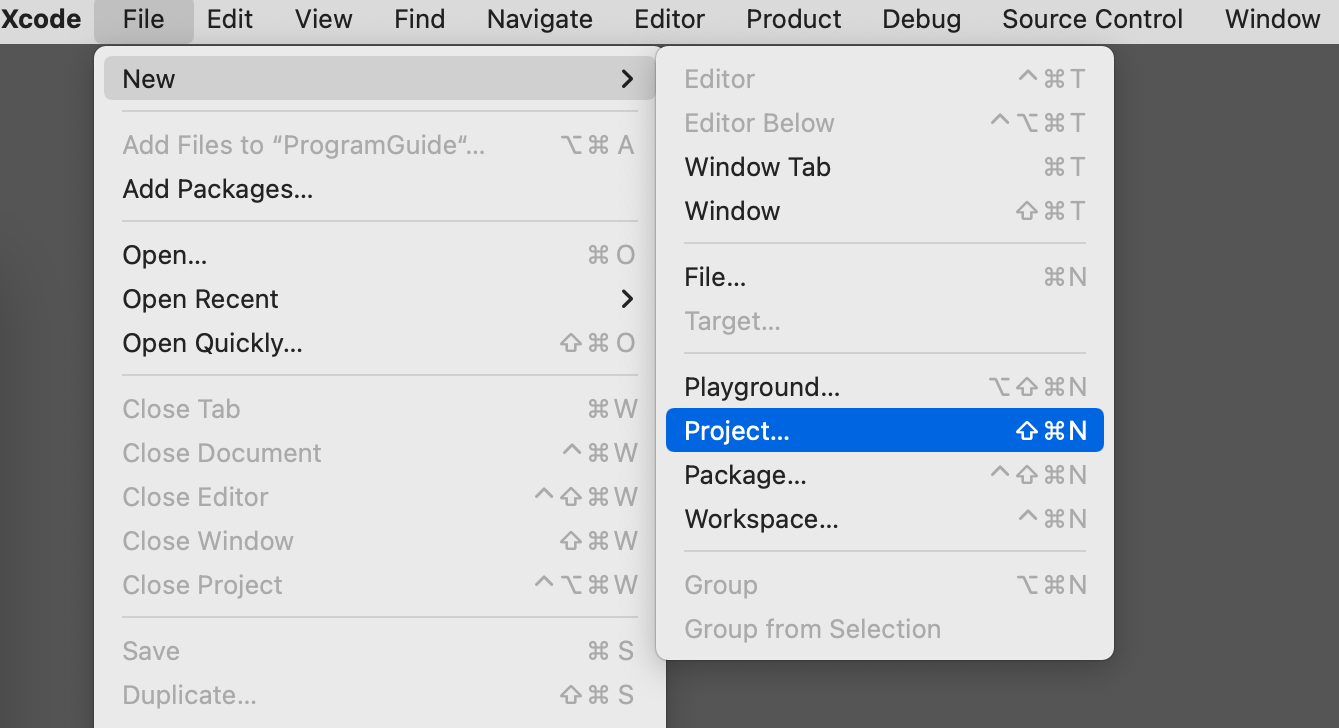 Xcode File Edit View Find Navigate Editor Product Debug Source Control Window
New
Add Files to “ProgramGuide“... ⌥⌘ A
Add Packages...
Open... ⌘ O
Open Recent
Open Quickly... ⇧⌘ O
Close Tab ⌘W
Close Document ^⌘W
Close Editor ^⇧⌘W
Close Window ⇧⌘W
Close Project ^⌥⌘W
Save ⌘ S
Duplicate... ⇧⌘ S
Editor ^⌘T
Editor Below ^⌥⌘T
Window Tab ⌘T
Window ⇧⌘T
File... ⌘N
Target...
Playground... ⌥⇧⌘N
Project... ⇧⌘N
Package... ^⇧⌘N
Workspace... ^⌘N
Group ⌥⌘N
Group from Selection